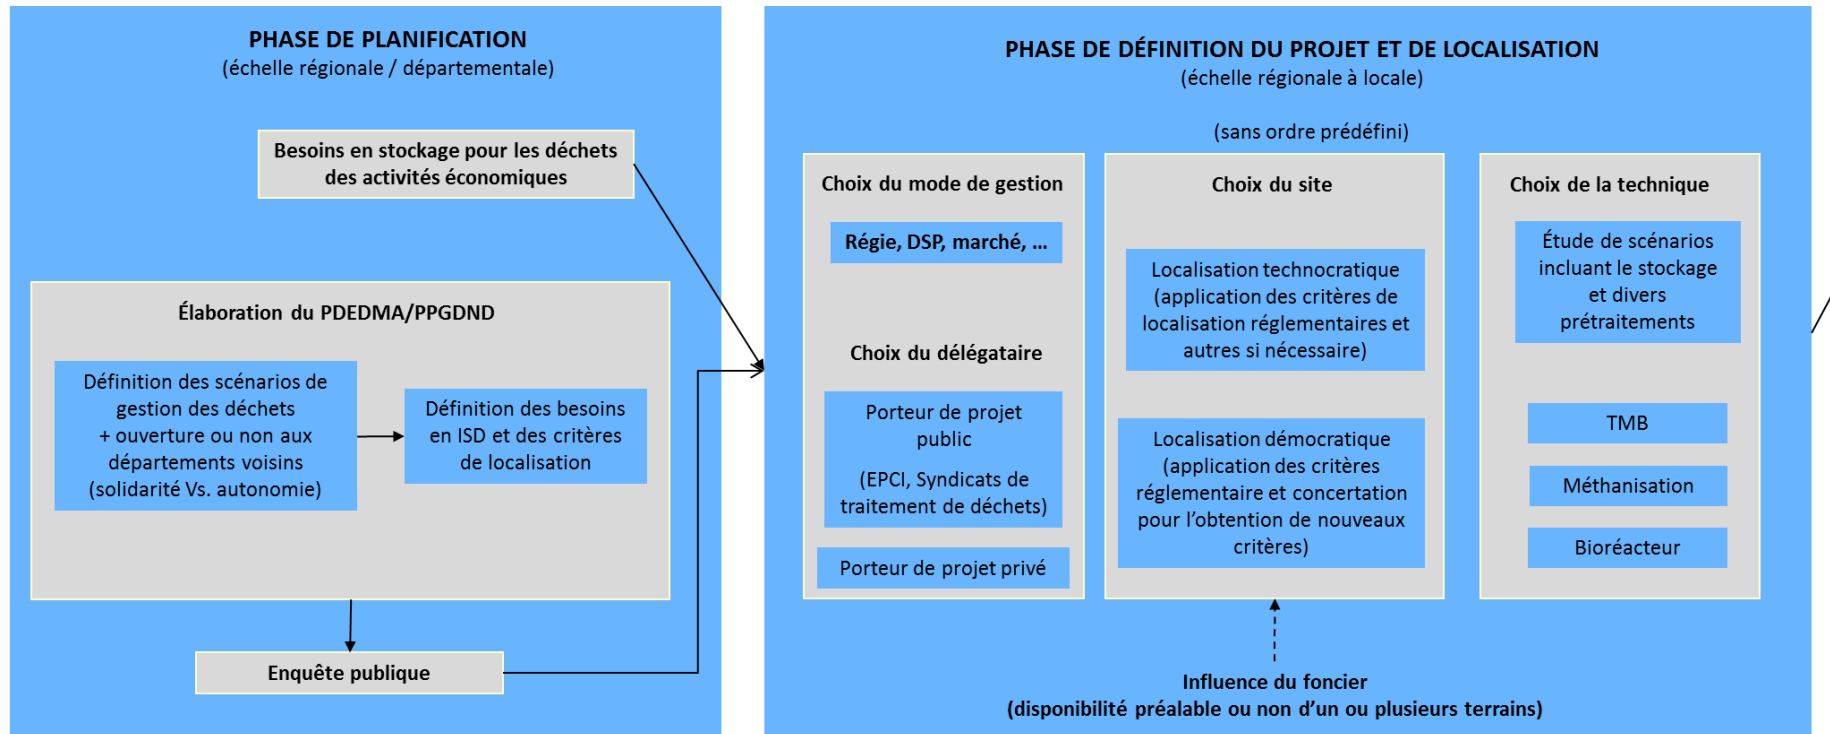 PHASE DE PLANIFICATION
(échelle régionale / départementale)
Besoins en stockage pour les déchets
des activités économiques
Élaboration du PDEDMA/PPGDND
Définition des scénarios de
gestion des déchets
+ ouverture ou non aux
départements voisins
(solidarité Vs. autonomie)
Définition des besoins
en ISD et des critères
de localisation
Enquête publique
PHASE DE DÉFINITION DU PROJET ET DE LOCALISATION
(échelle régionale à locale)
(sans ordre prédéfini)
Choix du mode de gestion
Régie, DSP, marché, ...
Choix du délégataire
Porteur de projet
public
(EPCI, Syndicats de
traitement de déchets)
Porteur de projet privé
Choix du site
Localisation technocratique
(application des critères de
localisation réglementaires et
autres si nécessaire)
Localisation démocratique
(application des critères
réglementaire et concertation
pour l'obtention de nouveaux
critères)
Choix de la technique
Étude de scénarios
incluant le stockage
et divers
prétraitements
TMB
Méthanisation
Bioréacteur
Influence du foncier
(disponibilité préalable ou non d'un ou plusieurs terrains)